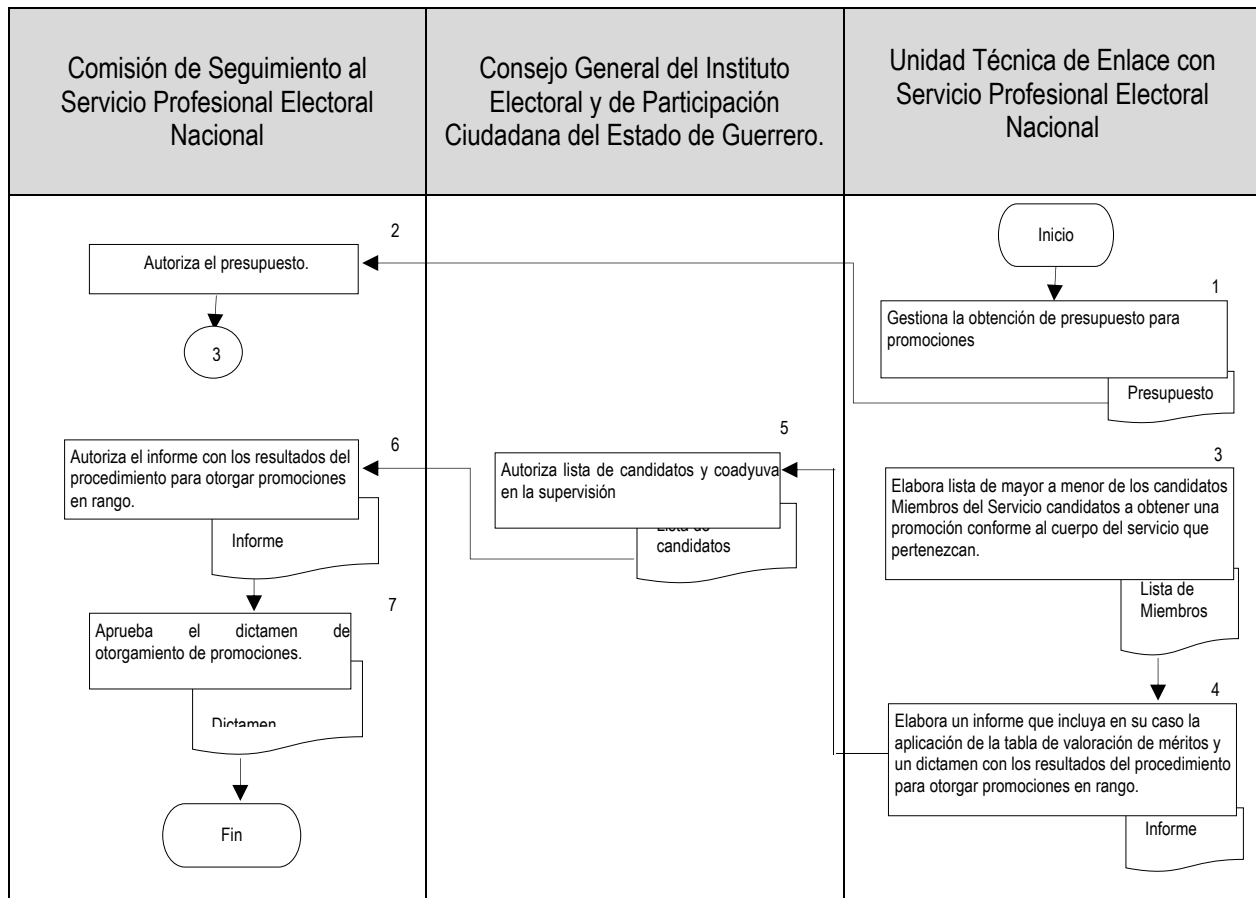 Comisión de Seguimiento al
Servicio Profesional Electoral
Nacional
Consejo General del Instituto
Electoral y de Participación
Ciudadana del Estado de Guerrero.
Unidad Técnica de Enlace con
Servicio Profesional Electoral
Nacional
Inicio
1
Gestiona la obtención de presupuesto para
promociones
Presupuesto
2
Autoriza el presupuesto.
3
3
Elabora lista de mayor a menor de los candidatos
Miembros del Servicio candidatos a obtener una
promoción conforme al cuerpo del servicio que
pertenezcan.
Lista de
Miembros
4
Elabora un informe que incluya en su caso la
aplicación de la tabla de valoración de méritos y
un dictamen con los resultados del procedimiento
para otorgar promociones en rango.
Informe
5
Autoriza lista de candidatos y coadyuva
en la supervisión
Lista de
candidatos
6
Autoriza el informe con los resultados del
procedimiento para otorgar promociones
en rango.
Informe
7
Aprueba el dictamen de
otorgamiento de promociones.
Dictamen
Fin